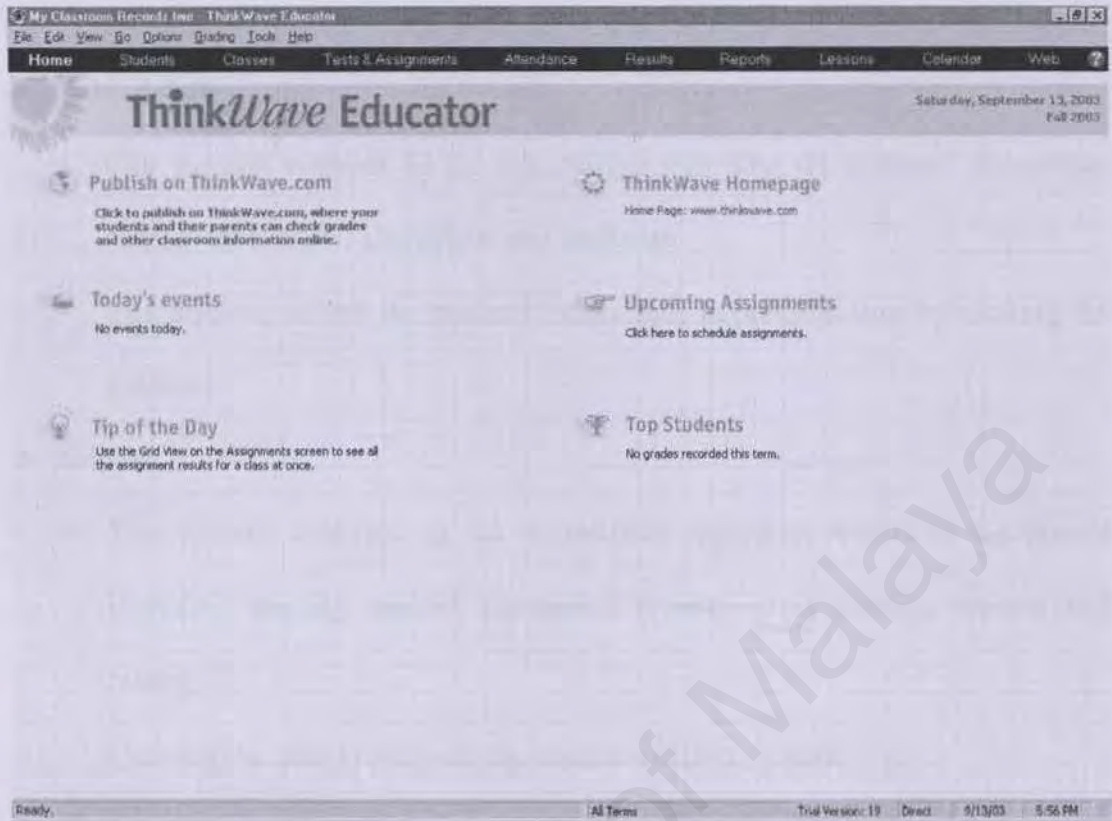 My Classroom Records.twe - ThinkWave Educator
File Edit View Go Options Grading Tools Help
Home Students Classes Tests & Assignments Attendance Results Reports Lessons Calendar Web ?
ThinkWave Educator
Saturday, September 13, 2003
Fall 2003
Publish on ThinkWave.com
Click to publish on ThinkWave.com, where your
students and their parents can check grades
and other classroom information online.
ThinkWave Homepage
Home Page: www.thinkwave.com
Today's events
No events today.
Upcoming Assignments
Click here to schedule assignments.
Tip of the Day
Use the Grid View on the Assignments screen to see all
the assignment results for a class at once.
Top Students
No grades recorded this term.
of Malaya
Ready. All Terms Trial Version: 19 Direct 9/13/03 5:56 PM